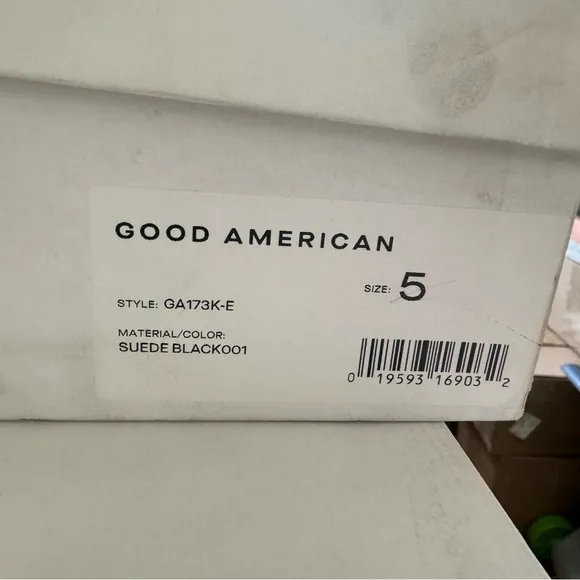 GOOD AMERICAN
SIZE: 5
STYLE: GA173K-E
MATERIAL/COLOR:
SUEDE BLACK001
0 19593 16903 2